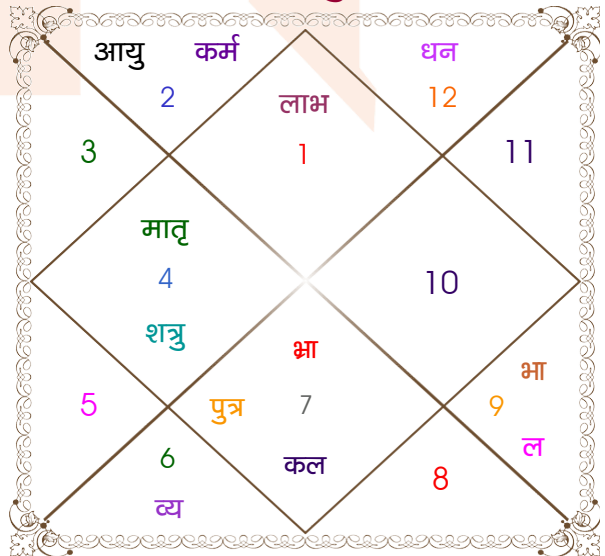 आयु कर्म धन
2 12
लाभ
3 1 11
मातृ
4 10
शत्रु
भ्रा
भा
5 पुत्र 7 9
ल
6 कल 8
व्य